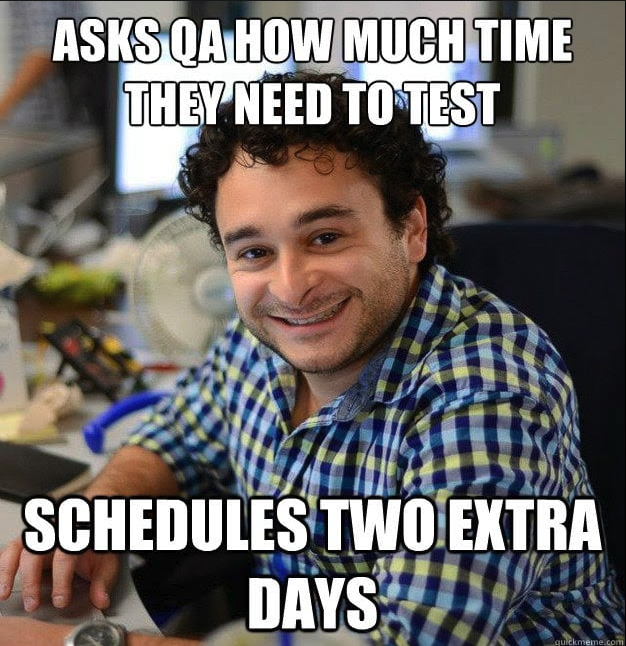 ASKS QA HOW MUCH TIME
THEY NEED TO TEST
SCHEDULES TWO EXTRA
DAYS
quickmeme.com